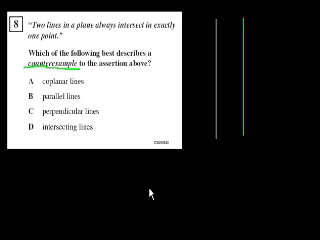 8 “Two lines in a plane always intersect in exactly
one point.”
Which of the following best describes a
counterexample to the assertion above?
A coplanar lines
B parallel lines
C perpendicular lines
D intersecting lines